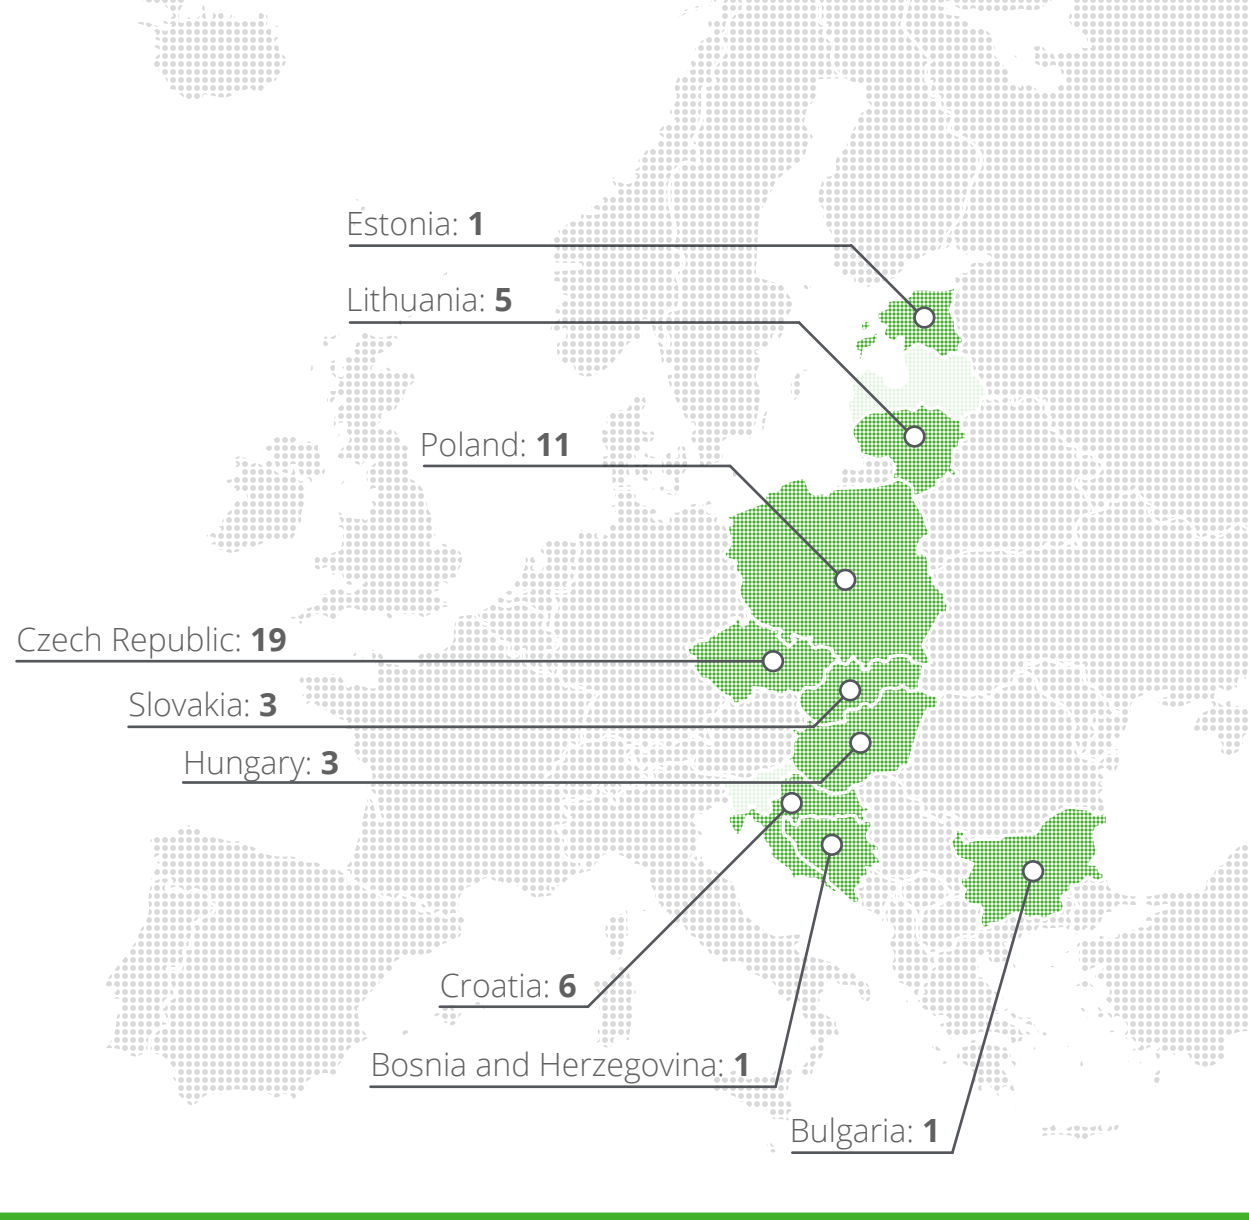 Estonia: 1
Lithuania: 5
Poland: 11
Czech Republic: 19
Slovakia: 3
Hungary: 3
Croatia: 6
Bosnia and Herzegovina: 1
Bulgaria: 1